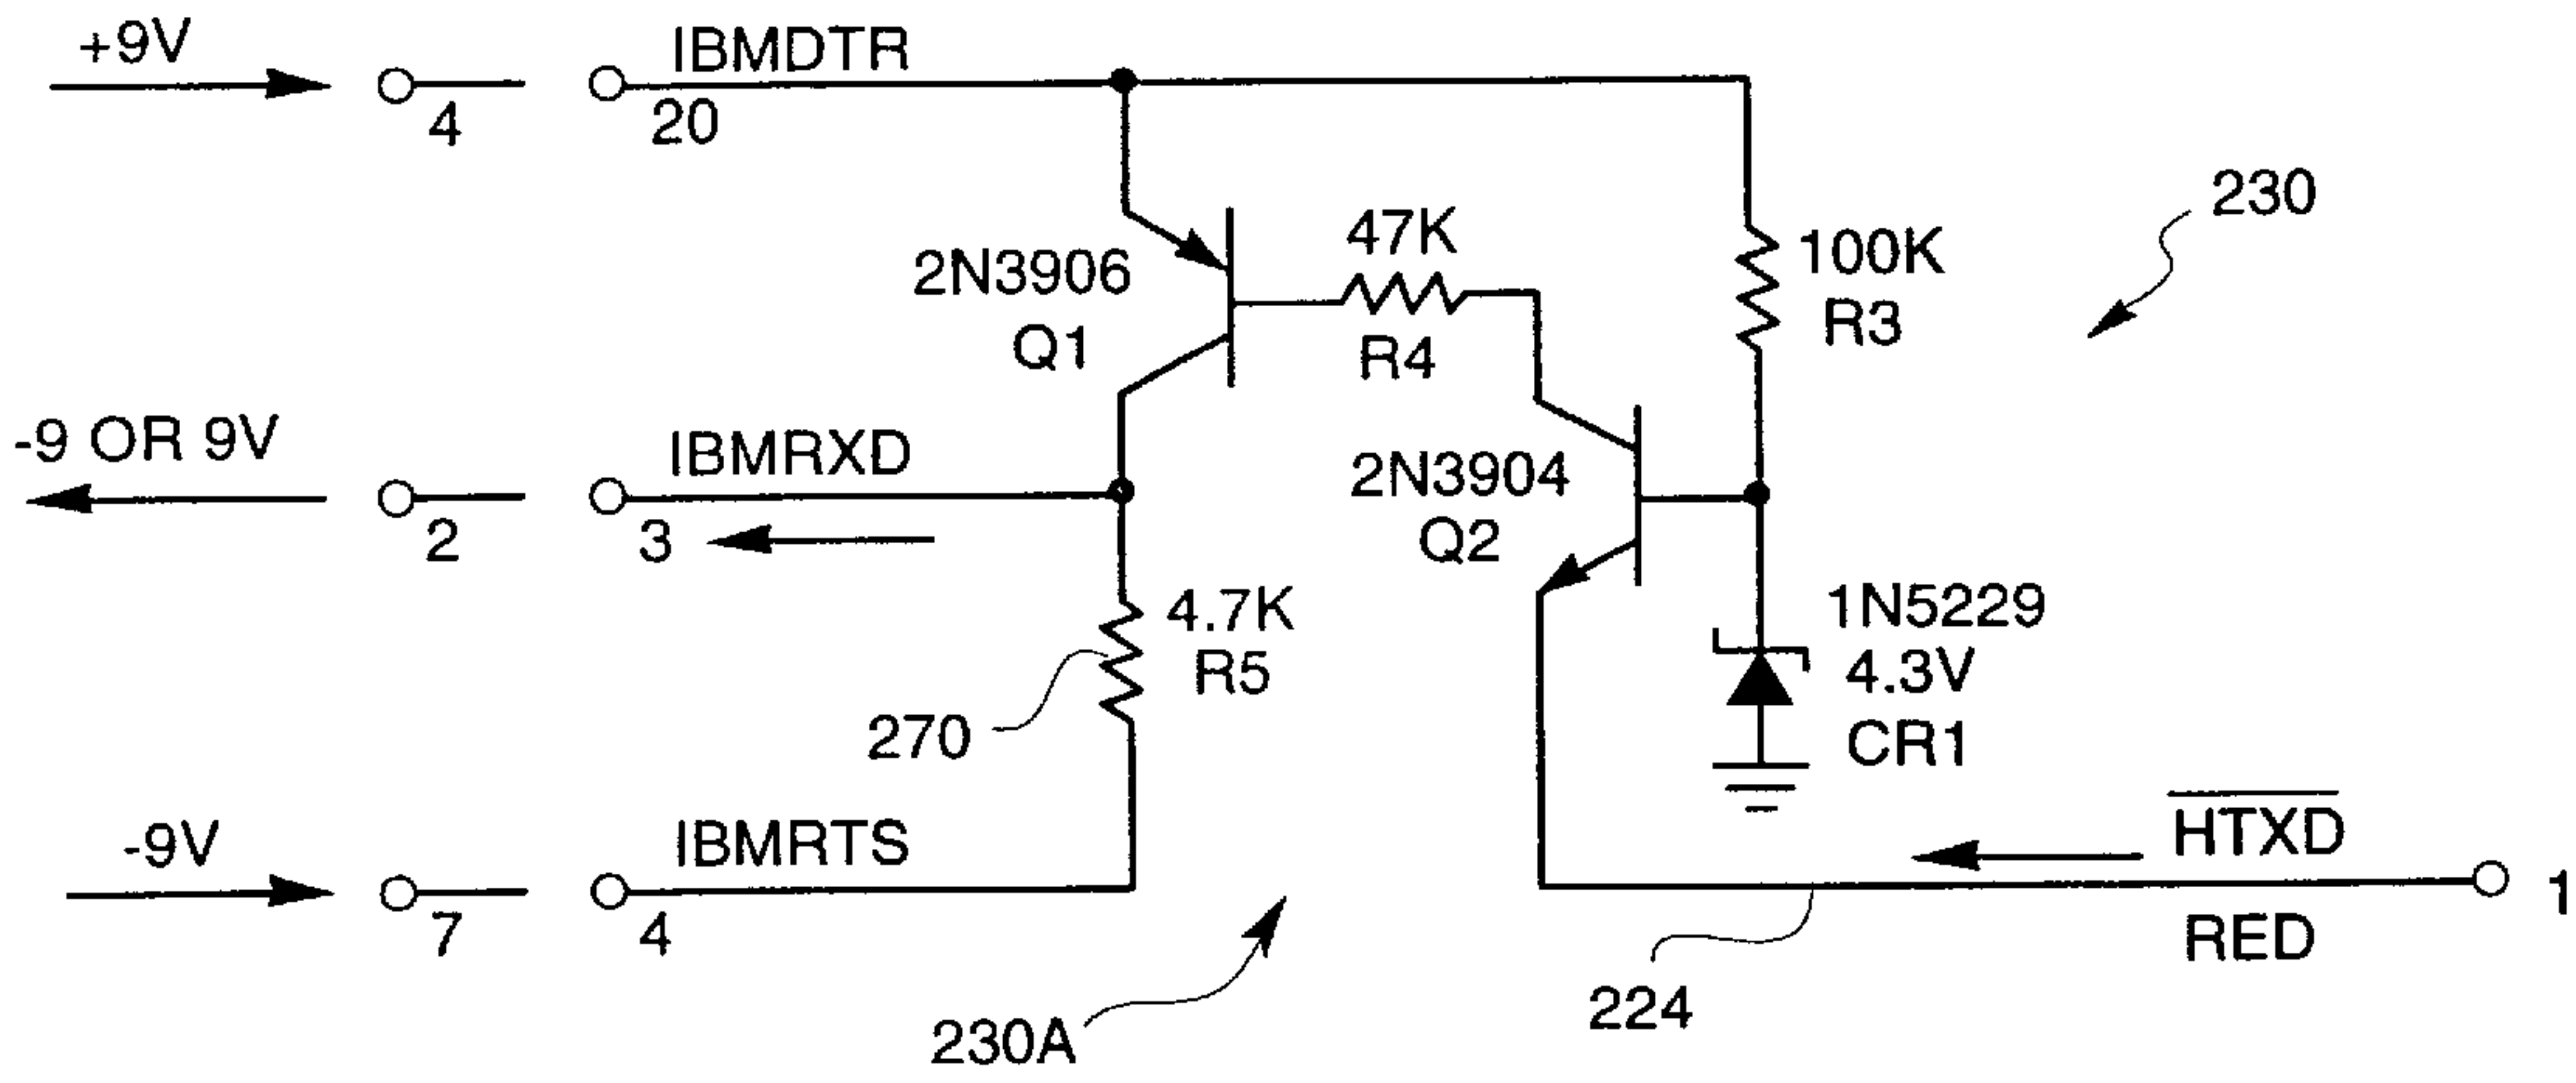 +9V
IBMDTR
4
20
230
47K
2N3906
100K
Q1
R3
R4
-9 OR 9V
IBMRXD
2N3904
2
3
Q2
4.7K
1N5229
R5
4.3V
270
CR1
-9V
IBMRTS
HTXD
7
4
1
RED
224
230A